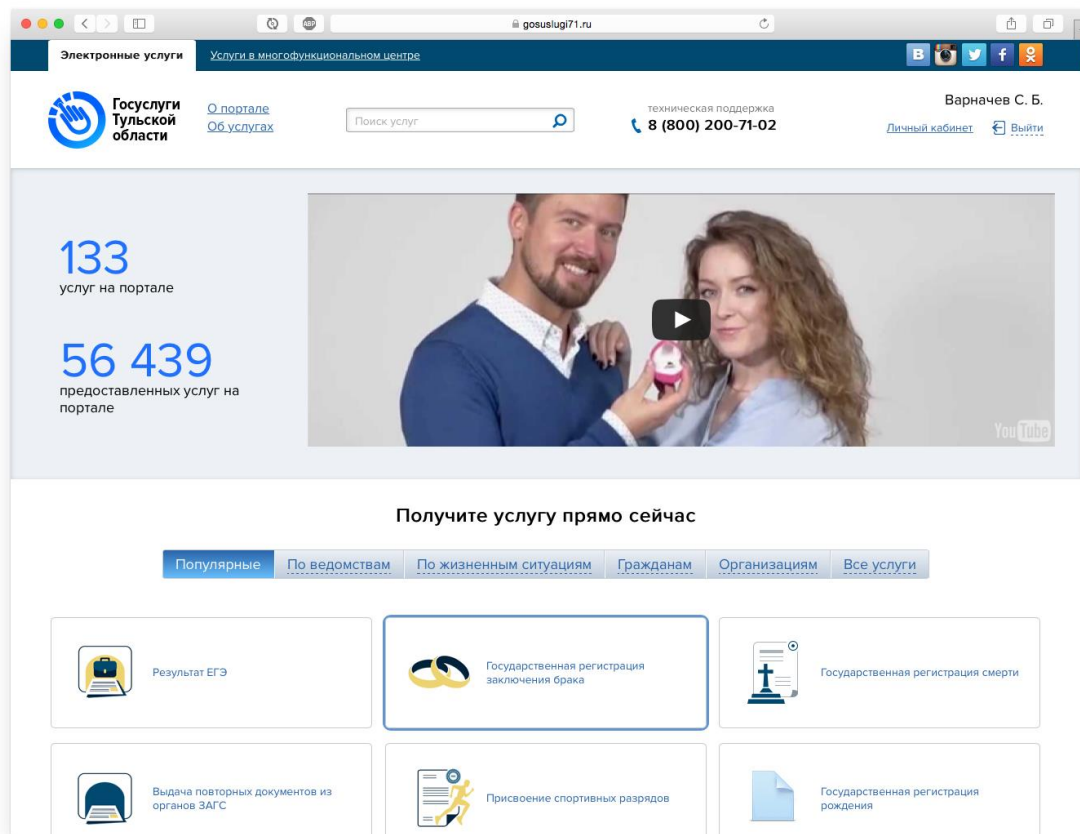 ABP
gosuslugi71.ru
Электронные услуги
Услуги в многофункциональном центре
B
f
Госуслуги
Тульской
области
О портале
Об услугах
Поиск услуг
техническая поддержка
8 (800) 200-71-02
Варначев С. Б.
Личный кабинет
Выйти
133
услуг на портале
56 439
предоставленных услуг на
портале
You Tube
Получите услугу прямо сейчас
Популярные
По ведомствам
По жизненным ситуациям
Гражданам
Организациям
Все услуги
Результат ЕГЭ
Государственная регистрация
заключения брака
Государственная регистрация смерти
Выдача повторных документов из
органов ЗАГС
Присвоение спортивных разрядов
Государственная регистрация
рождения